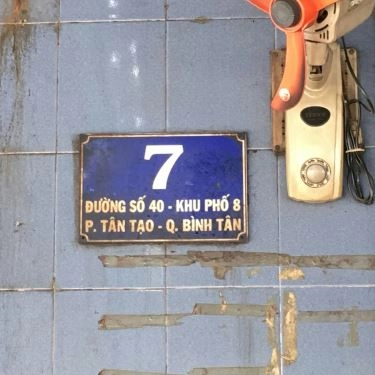 7
ĐƯỜNG SỐ 40 - KHU PHỐ 8
P. TÂN TẠO - Q. BÌNH TÂN